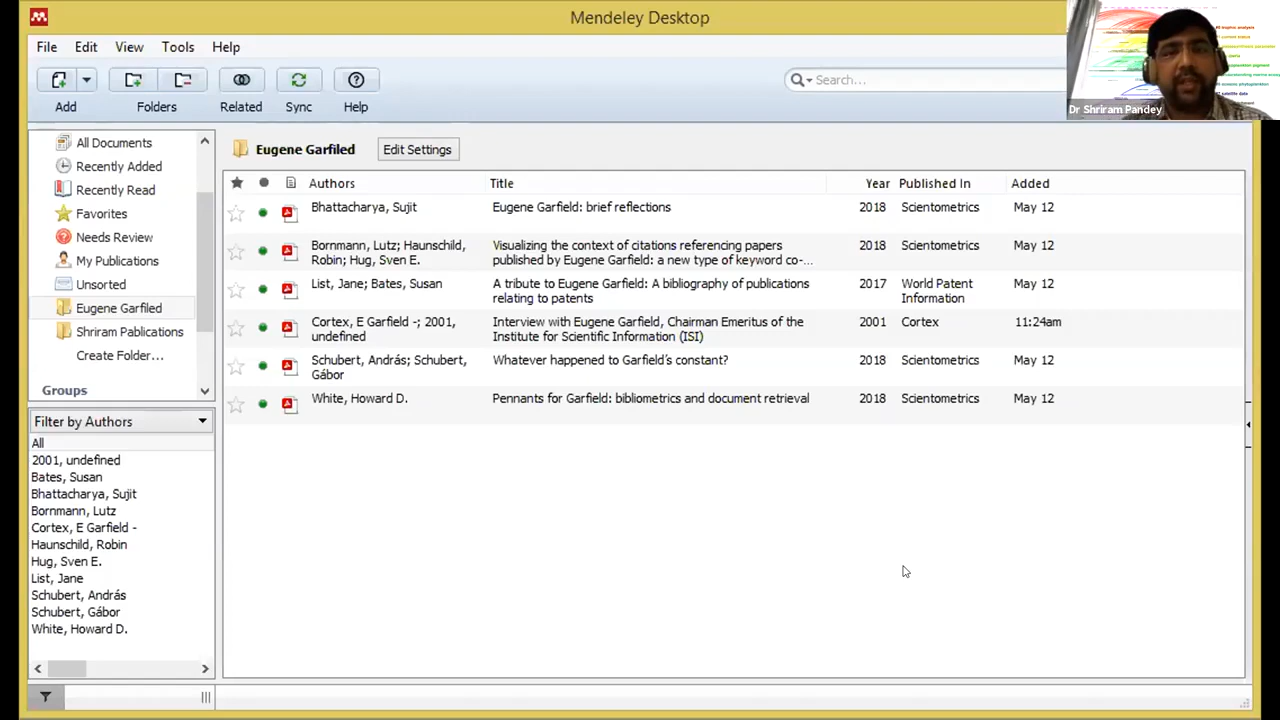 Mendeley Desktop
File Edit View Tools Help
Add Folders Related Sync Help
Dr Shriram Pandey
All Documents
Recently Added
Recently Read
Favorites
Needs Review
My Publications
Unsorted
Eugene Garfiled
Shriram Pablications
Create Folder...
Groups
Filter by Authors
All
2001, undefined
Bates, Susan
Bhattacharya, Sujit
Bornmann, Lutz
Cortex, E Garfield -
Haunschild, Robin
Hug, Sven E.
List, Jane
Schubert, András
Schubert, Gábor
White, Howard D.
Eugene Garfiled Edit Settings
Authors Title Year Published In Added
Bhattacharya, Sujit Eugene Garfield: brief reflections 2018 Scientometrics May 12
Bornmann, Lutz; Haunschild, Visualizing the context of citations referencing papers 2018 Scientometrics May 12
Robin; Hug, Sven E. published by Eugene Garfield: a new type of keyword co-...
List, Jane; Bates, Susan A tribute to Eugene Garfield: A bibliography of publications 2017 World Patent May 12
relating to patents Information
Cortex, E Garfield -; 2001, Interview with Eugene Garfield, Chairman Emeritus of the 2001 Cortex 11:24am
undefined Institute for Scientific Information (ISI)
Schubert, András; Schubert, Whatever happened to Garfield's constant? 2018 Scientometrics May 12
Gábor
White, Howard D. Pennants for Garfield: bibliometrics and document retrieval 2018 Scientometrics May 12